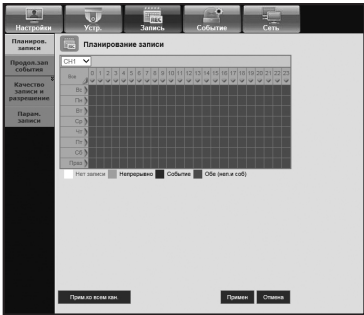 REC
Настройки Устр. Запись Событие Сеть
Планиров. записи
Планирование записи
Продол.зап события
Качество записи и разрешение
Парам. записи
CH1
Все 0 1 2 3 4 5 6 7 8 9 10 11 12 13 14 15 16 17 18 19 20 21 22 23
Вс
Пн
Вт
Ср
Чт
Пт
Сб
Праз
Нет записи Непрерывно Событие Обе (неп.и соб)
Прим.ко всем кан. Примен Отмена